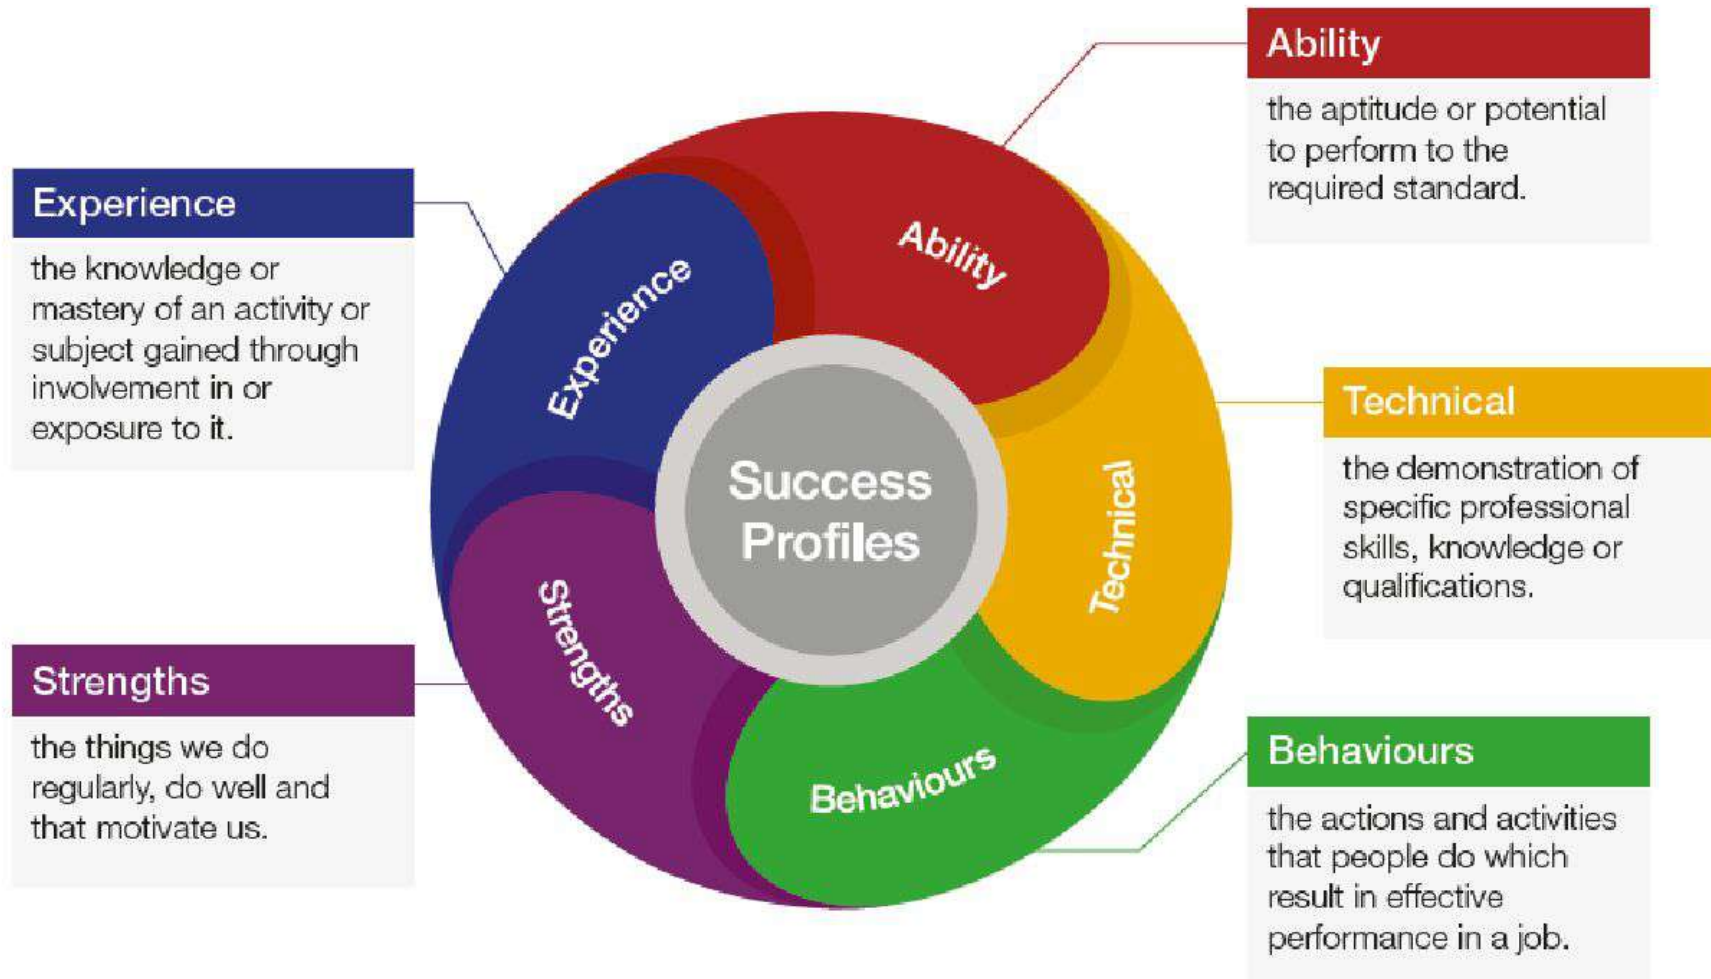 Ability
the aptitude or potential
to perform to the
required standard.
Experience
the knowledge or
mastery of an activity or
subject gained through
involvement in or
exposure to it.
Ability
Experience
Technical
the demonstration of
specific professional
skills, knowledge or
qualifications.
Success
Profiles
Technical
Strengths
Strengths
the things we do
regularly, do well and
that motivate us.
Behaviours
Behaviours
the actions and activities
that people do which
result in effective
performance in a job.